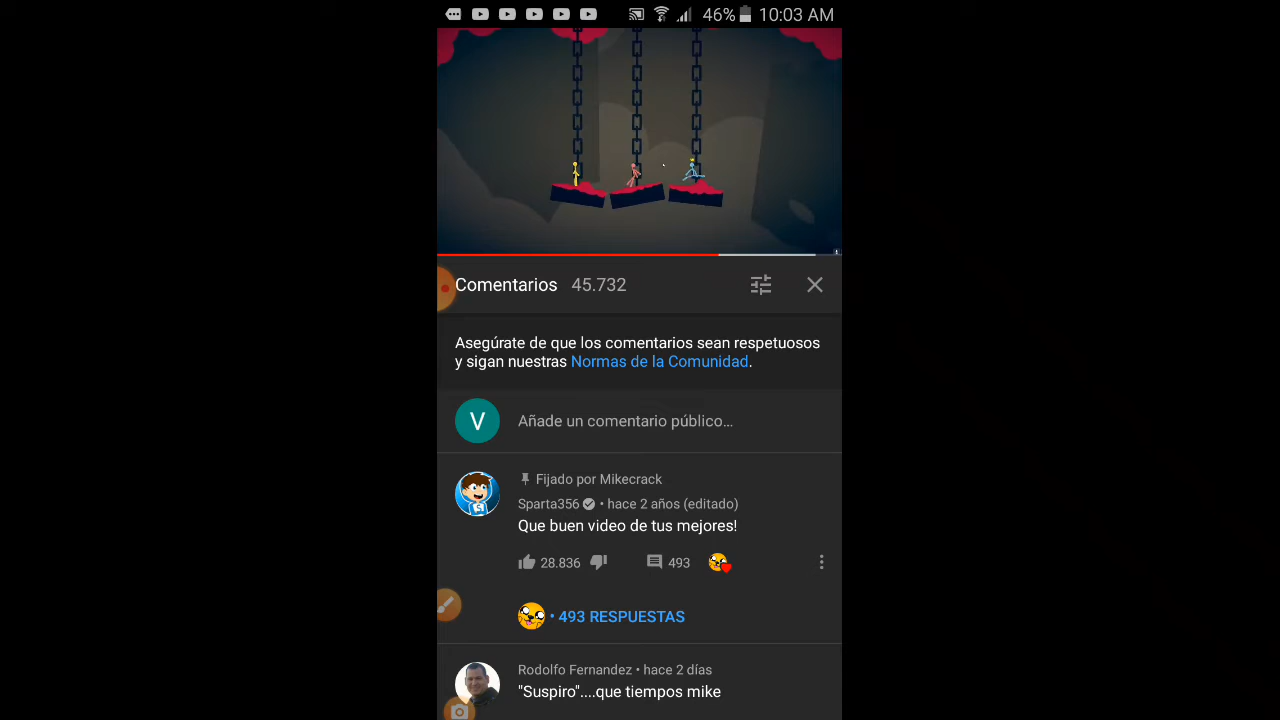 46% 10:03 AM
Comentarios 45.732
Asegúrate de que los comentarios sean respetuosos
y sigan nuestras Normas de la Comunidad.
V
Añade un comentario público...
Fijado por Mikecrack
Sparta356 • hace 2 años (editado)
Que buen video de tus mejores!
28.836 493
• 493 RESPUESTAS
Rodolfo Fernandez • hace 2 días
"Suspiro"....que tiempos mike